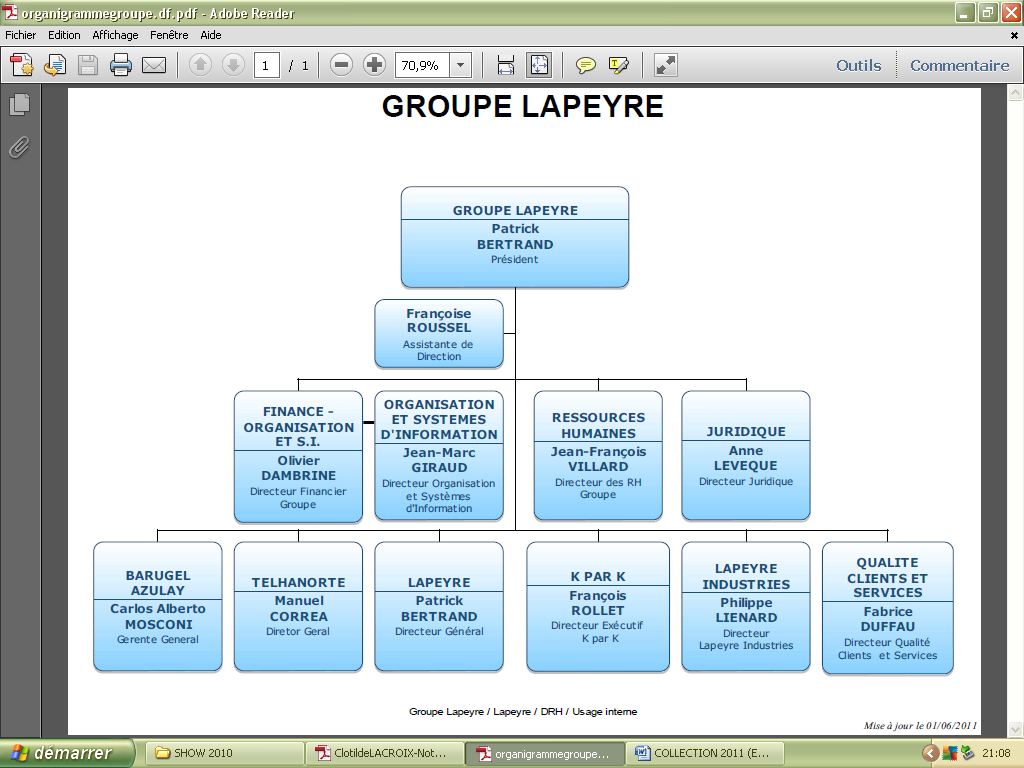 organigrammegroupe.df.pdf - Adobe Reader
Fichier Edition Affichage Fenêtre Aide
1 / 1 70,9% Outils Commentaire
GROUPE LAPEYRE
GROUPE LAPEYRE
Patrick
BERTRAND
Président
Françoise
ROUSSEL
Assistante de
Direction
FINANCE -
ORGANISATION
ET S.I.
Olivier
DAMBRINE
Directeur Financier
Groupe
ORGANISATION
ET SYSTEMES
D'INFORMATION
Jean-Marc
GIRAUD
Directeur Organisation
et Systèmes
d'Information
RESSOURCES
HUMAINES
Jean-François
VILLARD
Directeur des RH
Groupe
JURIDIQUE
Anne
LEVEQUE
Directeur Juridique
BARUGEL
AZULAY
Carlos Alberto
MOSCONI
Gerente General
TELHANORTE
Manuel
CORREA
Diretor Geral
LAPEYRE
Patrick
BERTRAND
Directeur Général
K PAR K
François
ROLLET
Directeur Exécutif
K par K
LAPEYRE
INDUSTRIES
Philippe
LIENARD
Directeur
Lapeyre Industries
QUALITE
CLIENTS ET
SERVICES
Fabrice
DUFFAU
Directeur Qualité
Clients et Services
Groupe Lapeyre / Lapeyre / DRH / Usage interne
Mise à jour le 01/06/2011
démarrer SHOW 2010 ClotildeLACROIX-Not... organigrammegroupe.... COLLECTION 2011 (E... 21:08